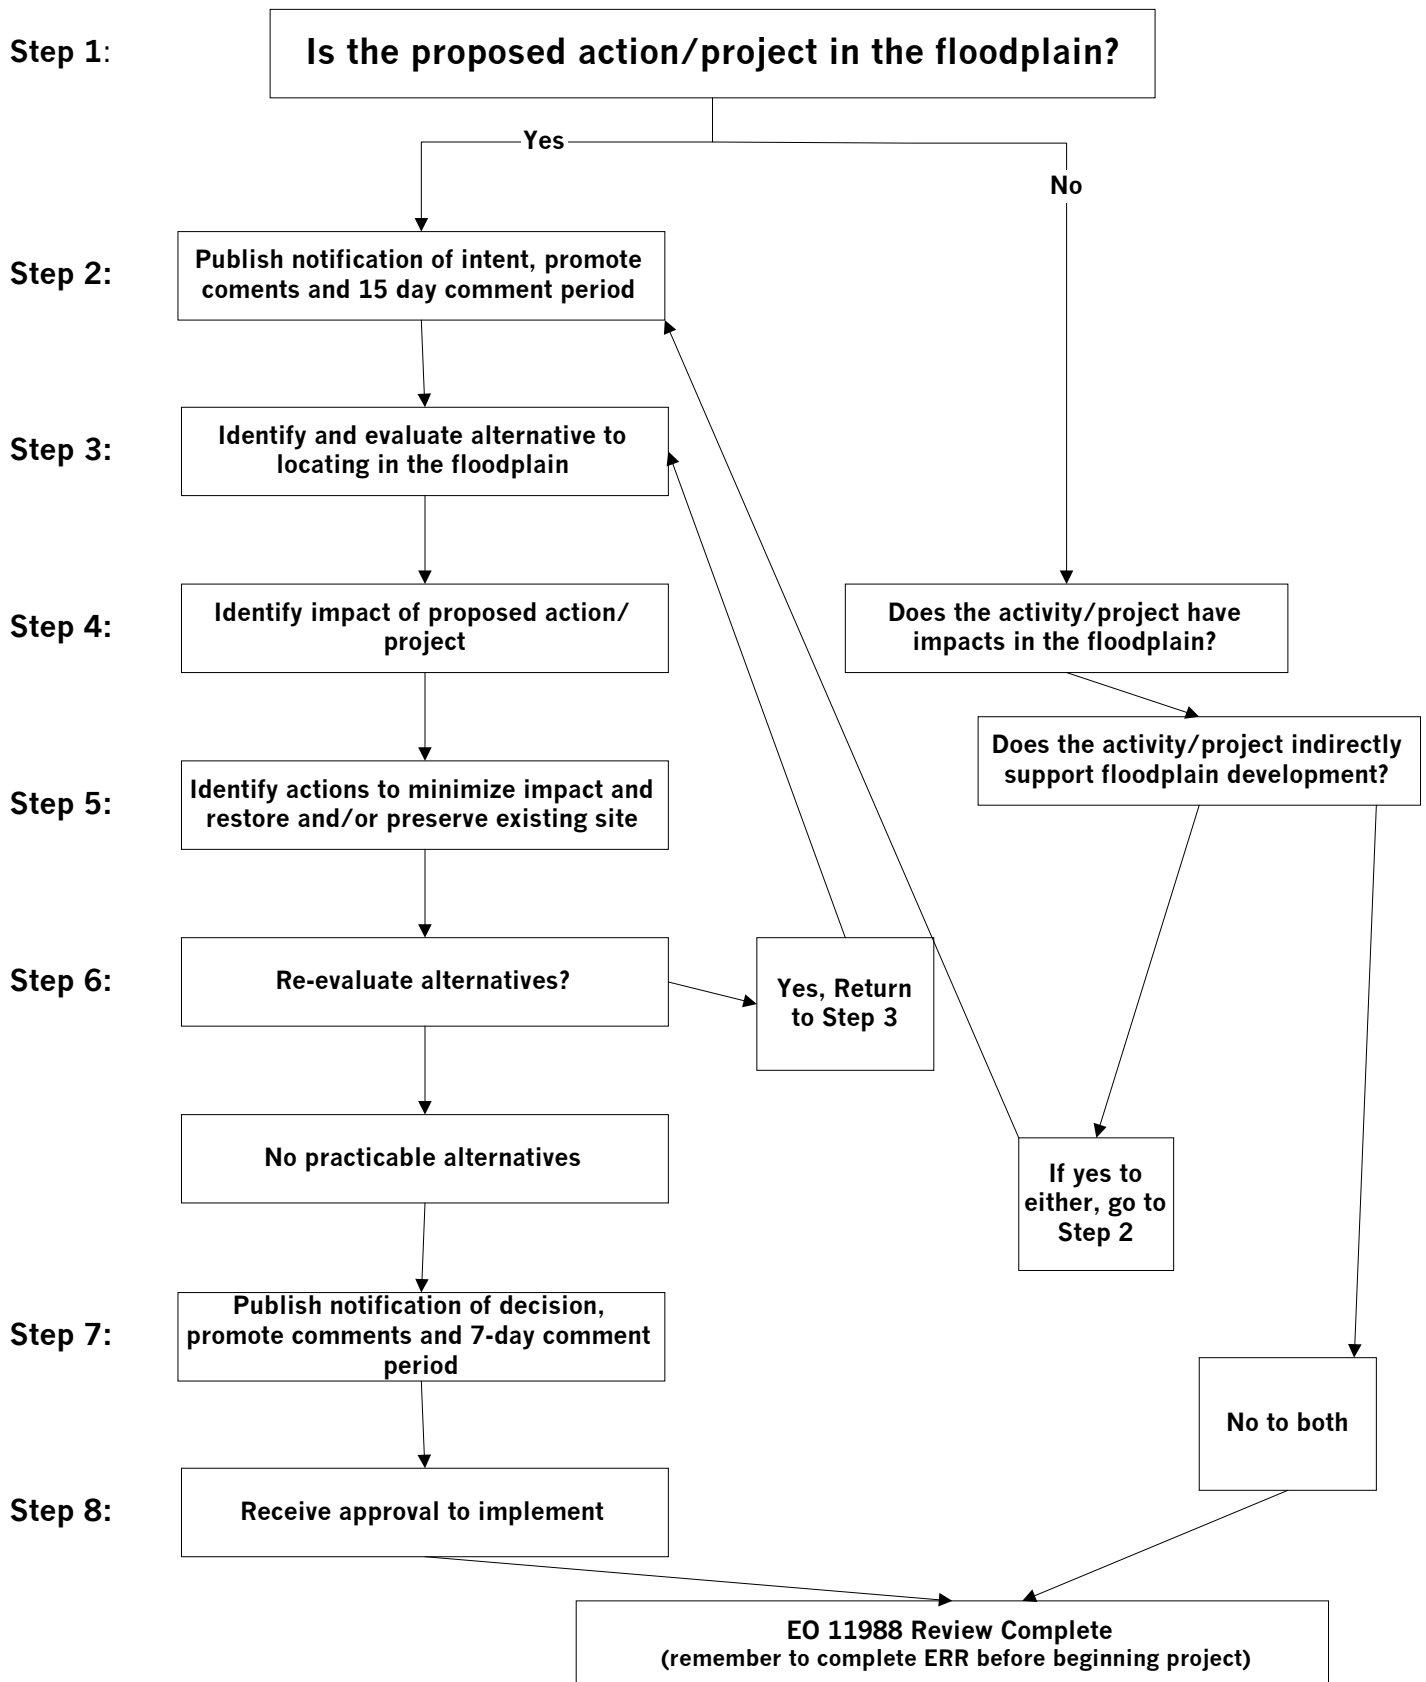 Step 1:
Is the proposed action/project in the floodplain?
Yes
No
Step 2:
Publish notification of intent, promote
coments and 15 day comment period
Step 3:
Identify and evaluate alternative to
locating in the floodplain
Step 4:
Identify impact of proposed action/
project
Does the activity/project have
impacts in the floodplain?
Does the activity/project indirectly
support floodplain development?
Step 5:
Identify actions to minimize impact and
restore and/or preserve existing site
Step 6:
Re-evaluate alternatives?
Yes, Return
to Step 3
No practicable alternatives
If yes to
either, go to
Step 2
Step 7:
Publish notification of decision,
promote comments and 7-day comment
period
No to both
Step 8:
Receive approval to implement
EO 11988 Review Complete
(remember to complete ERR before beginning project)